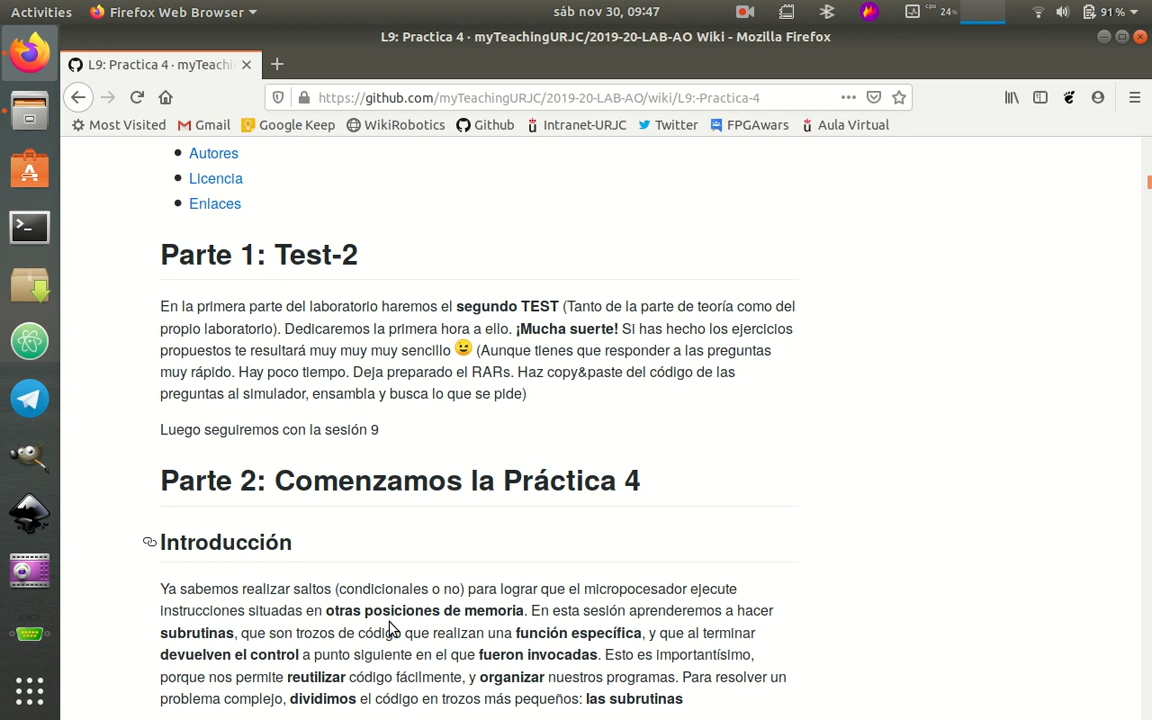 Activities Firefox Web Browser sáb nov 30, 09:47 cpu 24% 91 %
L9: Practica 4 · myTeachingURJC/2019-20-LAB-AO Wiki - Mozilla Firefox
L9: Practica 4 · myTeachi
https://github.com/myTeachingURJC/2019-20-LAB-AO/wiki/L9:-Practica-4
Most Visited Gmail Google Keep WikiRobotics Github Intranet-URJC Twitter FPGAwars Aula Virtual
Autores
Licencia
Enlaces
Parte 1: Test-2
En la primera parte del laboratorio haremos el segundo TEST (Tanto de la parte de teoría como del
propio laboratorio). Dedicaremos la primera hora a ello. ¡Mucha suerte! Si has hecho los ejercicios
propuestos te resultará muy muy muy sencillo 😉 (Aunque tienes que responder a las preguntas
muy rápido. Hay poco tiempo. Deja preparado el RARs. Haz copy&paste del código de las
preguntas al simulador, ensambla y busca lo que se pide)
Luego seguiremos con la sesión 9
Parte 2: Comenzamos la Práctica 4
Introducción
Ya sabemos realizar saltos (condicionales o no) para lograr que el micropocesador ejecute
instrucciones situadas en otras posiciones de memoria. En esta sesión aprenderemos a hacer
subrutinas, que son trozos de código que realizan una función específica, y que al terminar
devuelven el control a punto siguiente en el que fueron invocadas. Esto es importantísimo,
porque nos permite reutilizar código fácilmente, y organizar nuestros programas. Para resolver un
problema complejo, dividimos el código en trozos más pequeños: las subrutinas